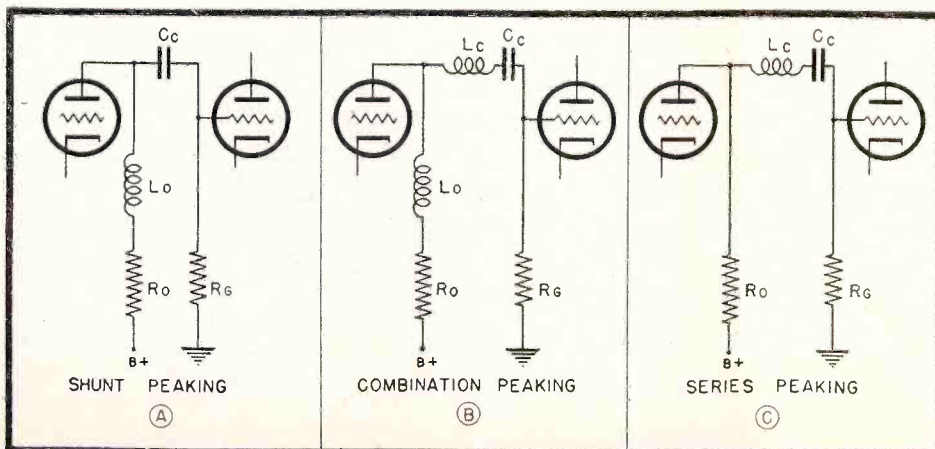 Cc
Lo
Ro
RG
B+
SHUNT PEAKING
A
Lc
Cc
Lo
Ro
RG
B+
COMBINATION PEAKING
B
Lc
Cc
Ro
RG
B+
SERIES PEAKING
C